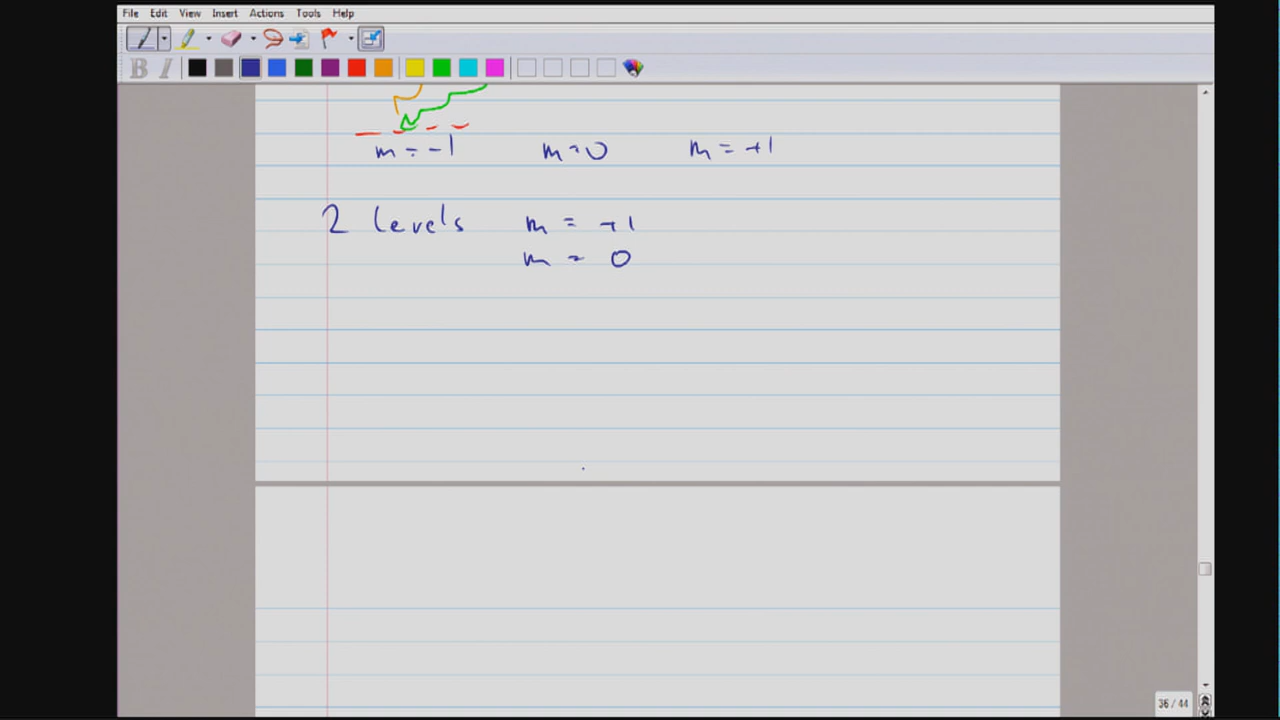 File Edit View Insert Actions Tools Help
B I
m = -1 m = 0 m = +1
2 levels m = +1
m = 0
36 / 44